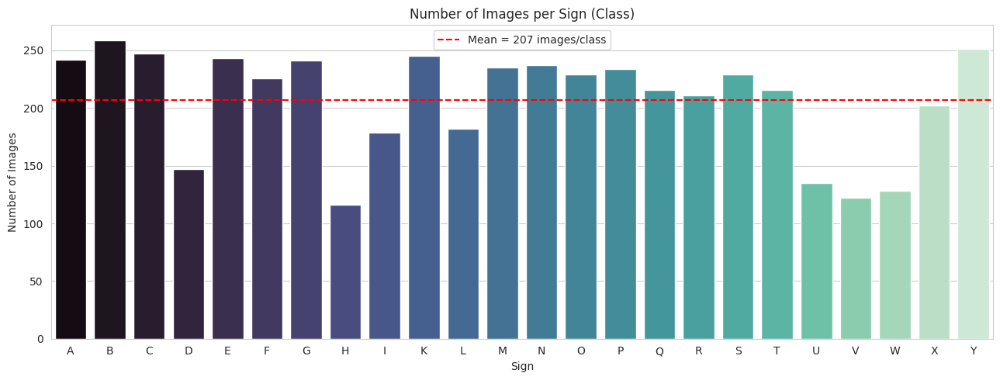 Number of Images per Sign (Class)
Mean = 207 images/class
Number of Images
250
200
150
100
50
0
A B C D E F G H I K L M N O P Q R S T U V W X Y
Sign